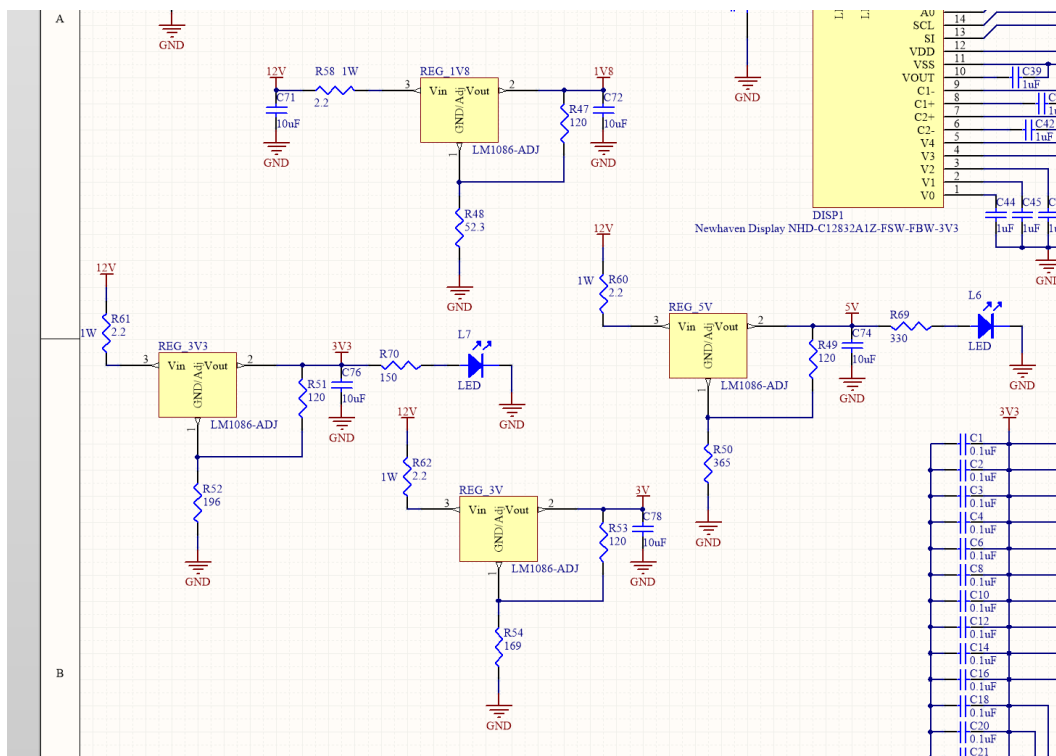 A
GND
12V
R58 1W
2.2
C71
10uF
GND
REG_1V8
3
Vin
Vout
GND/Adj
2
1
LM1086-ADJ
R47
120
1V8
C72
10uF
GND
R48
52.3
GND
GND
A0
SCL
SI
VDD
VSS
VOUT
C1-
C1+
C2+
C2-
V4
V3
V2
V1
V0
14
13
12
11
10
9
8
7
6
5
4
3
2
1
C39
1uF
C42
1uF
C44
1uF
C45
1uF
GND
DISP1
Newhaven Display NHD-C12832A1Z-FSW-FBW-3V3
12V
1W
R60
2.2
REG_5V
3
Vin
Vout
GND/Adj
2
1
LM1086-ADJ
R49
120
5V
C74
10uF
GND
R69
330
L6
LED
GND
R50
365
GND
12V
R61
1W
2.2
REG_3V3
3
Vin
Vout
GND/Adj
2
1
LM1086-ADJ
R51
120
3V3
C76
10uF
GND
R70
150
L7
LED
GND
R52
196
GND
12V
R62
1W
2.2
REG_3V
3
Vin
Vout
GND/Adj
2
1
LM1086-ADJ
R53
120
3V
C78
10uF
GND
R54
169
GND
3V3
C1
0.1uF
C2
0.1uF
C3
0.1uF
C4
0.1uF
C6
0.1uF
C8
0.1uF
C10
0.1uF
C12
0.1uF
C14
0.1uF
C16
0.1uF
C18
0.1uF
C20
0.1uF
C21
B